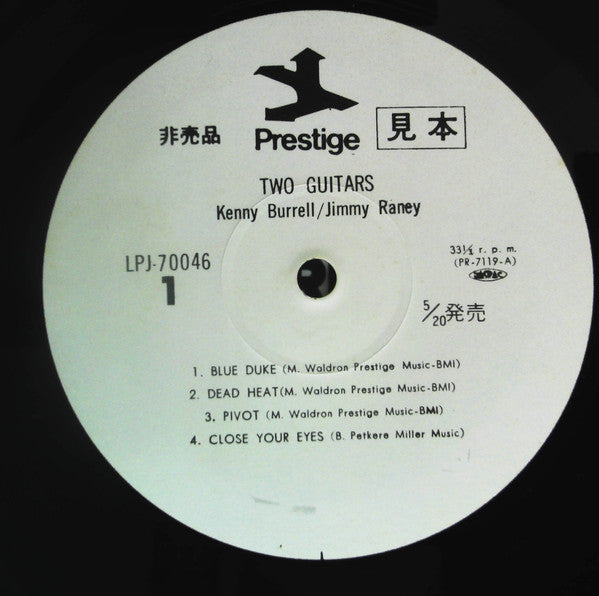 非売品
Prestige
見本
TWO GUITARS
Kenny Burrell/Jimmy Raney
LPJ-70046
1
33⅓ r. p. m.
(PR-7119-A)
5/20発売
1. BLUE DUKE (M. Waldron Prestige Music-BMI)
2. DEAD HEAT(M. Waldron Prestige Music-BMI)
3. PIVOT (M. Waldron Prestige Music-BMI)
4. CLOSE YOUR EYES (B. Petkere Miller Music)